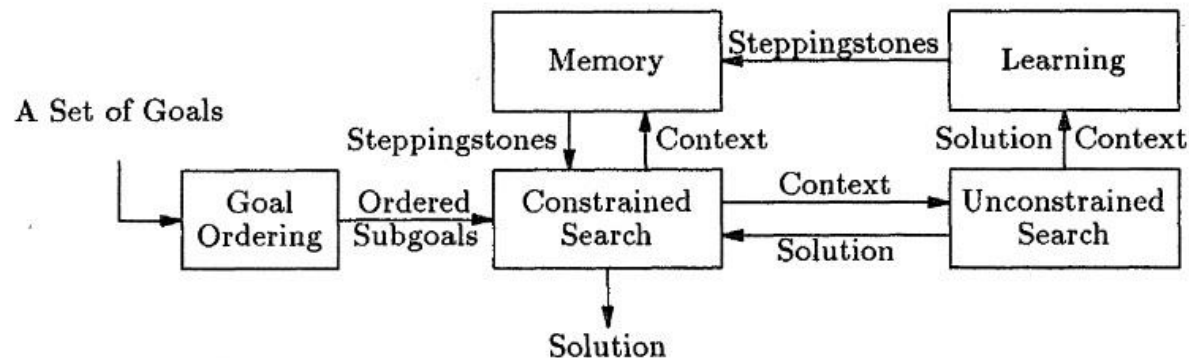 Memory
Steppingstones
Learning
A Set of Goals
Steppingstones
Context
Solution
Context
Goal
Ordering
Ordered
Subgoals
Constrained
Search
Context
Solution
Unconstrained
Search
Solution